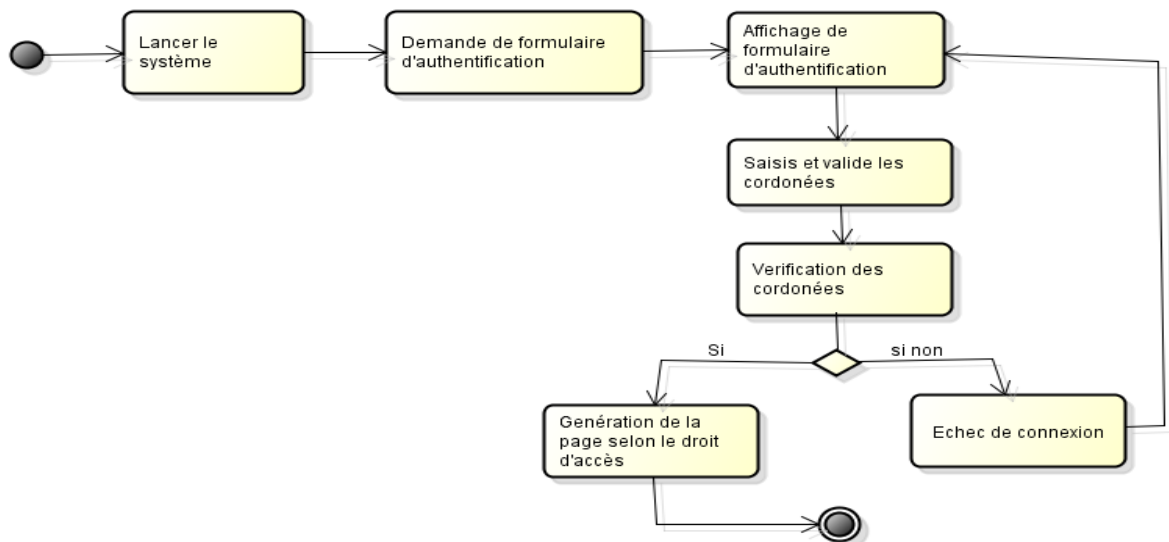 Lancer le
système
Demande de formulaire
d'authentification
Affichage de
formulaire
d'authentification
Saisis et valide les
cordonées
Verification des
cordonées
Si
si non
Genération de la
page selon le droit
d'accès
Echec de connexion